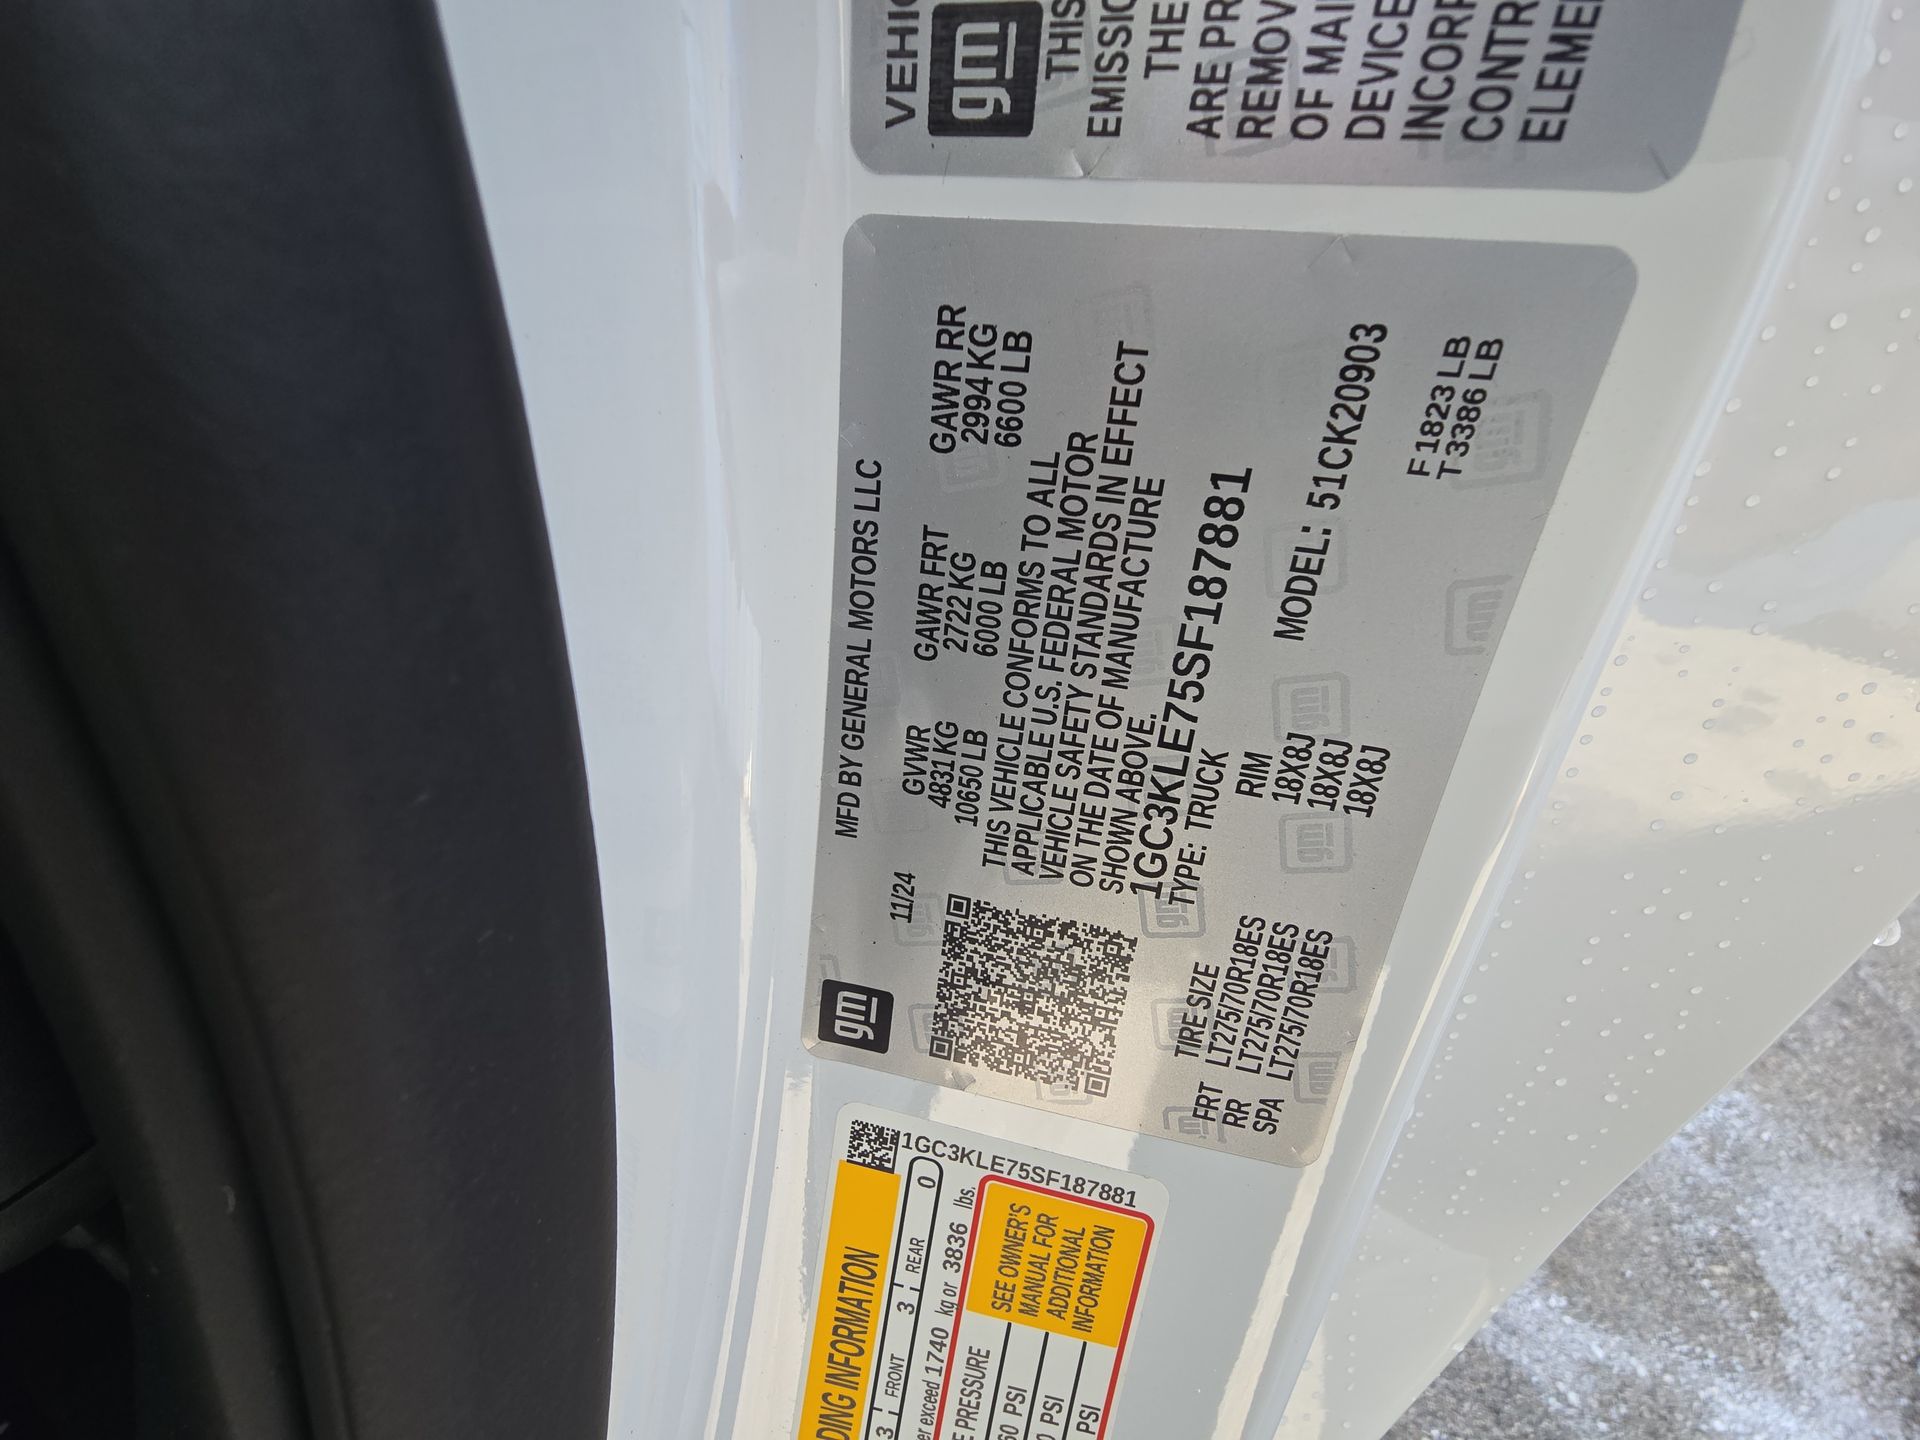 VEHIC
gm
THIS
EMISSIO
THE
ARE PR
REMOV
OF MAI
DEVICE
INCORP
CONTR
ELEME
gm
MFD BY GENERAL MOTORS LLC
11/24
GVWR GAWR FRT GAWR RR
4831 KG 2722 KG 2994 KG
10650 LB 6000 LB 6600 LB
THIS VEHICLE CONFORMS TO ALL
APPLICABLE U.S. FEDERAL MOTOR
VEHICLE SAFETY STANDARDS IN EFFECT
ON THE DATE OF MANUFACTURE
SHOWN ABOVE.
1GC3KLE75SF187881
TYPE: TRUCK
MODEL: 51CK20903
TIRE SIZE RIM
FRT LT275/70R18ES 18X8J
RR LT275/70R18ES 18X8J
SPA LT275/70R18ES 18X8J
F 1823 LB
T 3386 LB
DING INFORMATION
1GC3KLE75SF187881
3 FRONT 3 REAR 0
er exceed 1740 kg or 3836 lbs.
E PRESSURE
60 PSI
0 PSI
PSI
SEE OWNER'S
MANUAL FOR
ADDITIONAL
INFORMATION